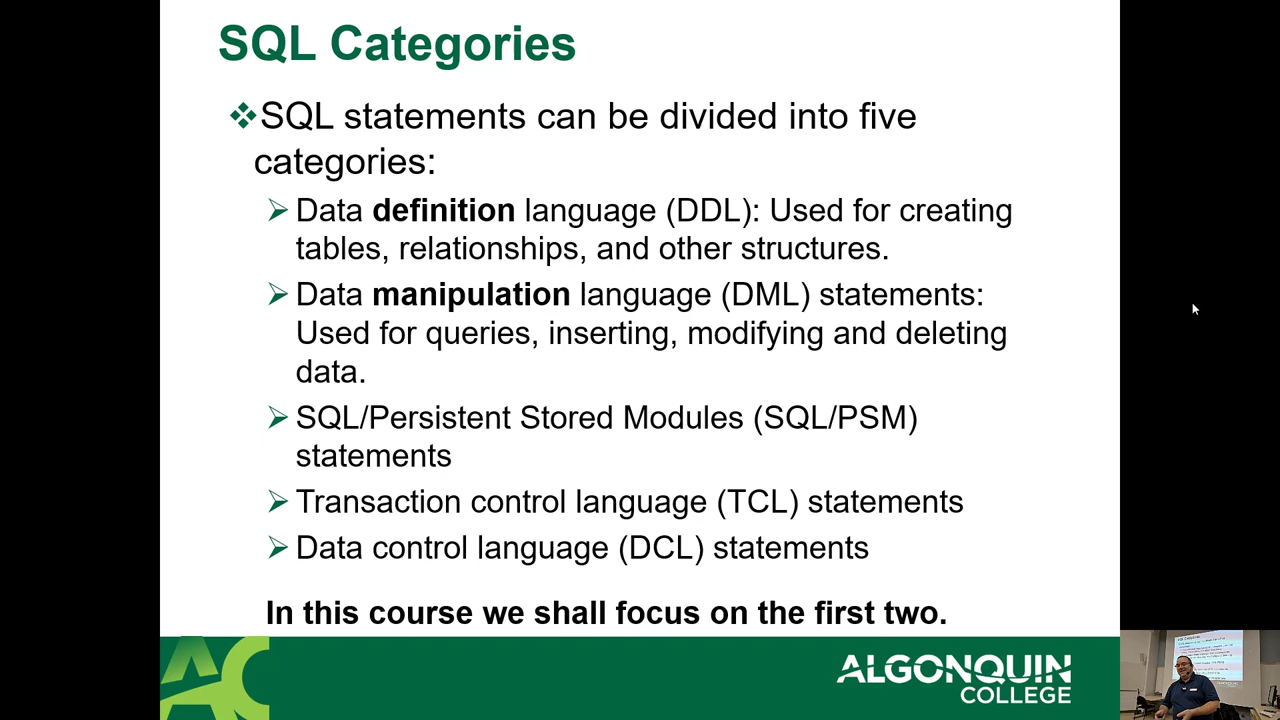 SQL Categories
❖SQL statements can be divided into five
categories:
➢ Data definition language (DDL): Used for creating
tables, relationships, and other structures.
➢ Data manipulation language (DML) statements:
Used for queries, inserting, modifying and deleting
data.
➢ SQL/Persistent Stored Modules (SQL/PSM)
statements
➢ Transaction control language (TCL) statements
➢ Data control language (DCL) statements
In this course we shall focus on the first two.
AC
ALGONQUIN
COLLEGE